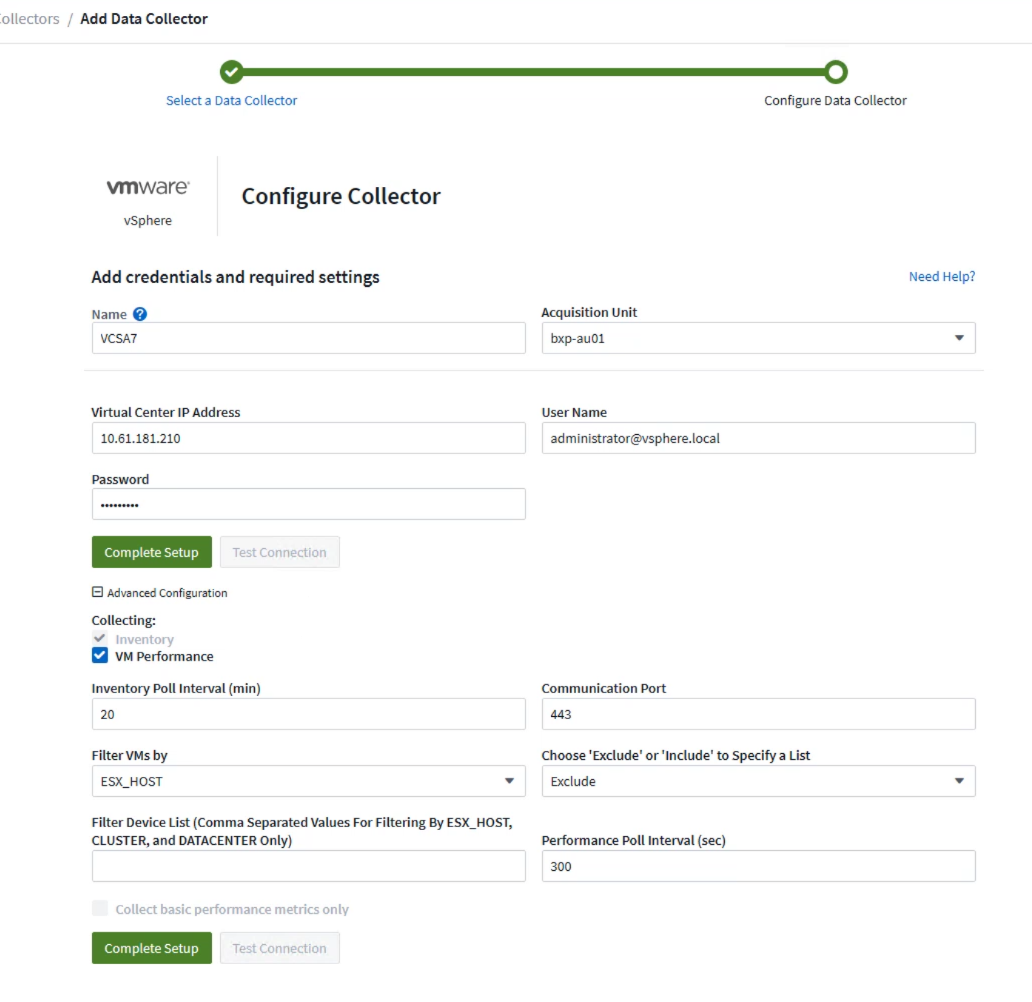 ollectors / Add Data Collector
Select a Data Collector
Configure Data Collector
vmware®
vSphere
Configure Collector
Add credentials and required settings
Need Help?
Name ?
Acquisition Unit
VCSA7
bxp-au01
Virtual Center IP Address
User Name
10.61.181.210
administrator@vsphere.local
Password
•••••••••
Complete Setup
Test Connection
Advanced Configuration
Collecting:
Inventory
VM Performance
Inventory Poll Interval (min)
Communication Port
20
443
Filter VMs by
Choose 'Exclude' or 'Include' to Specify a List
ESX_HOST
Exclude
Filter Device List (Comma Separated Values For Filtering By ESX_HOST,
CLUSTER, and DATACENTER Only)
Performance Poll Interval (sec)
300
Collect basic performance metrics only
Complete Setup
Test Connection